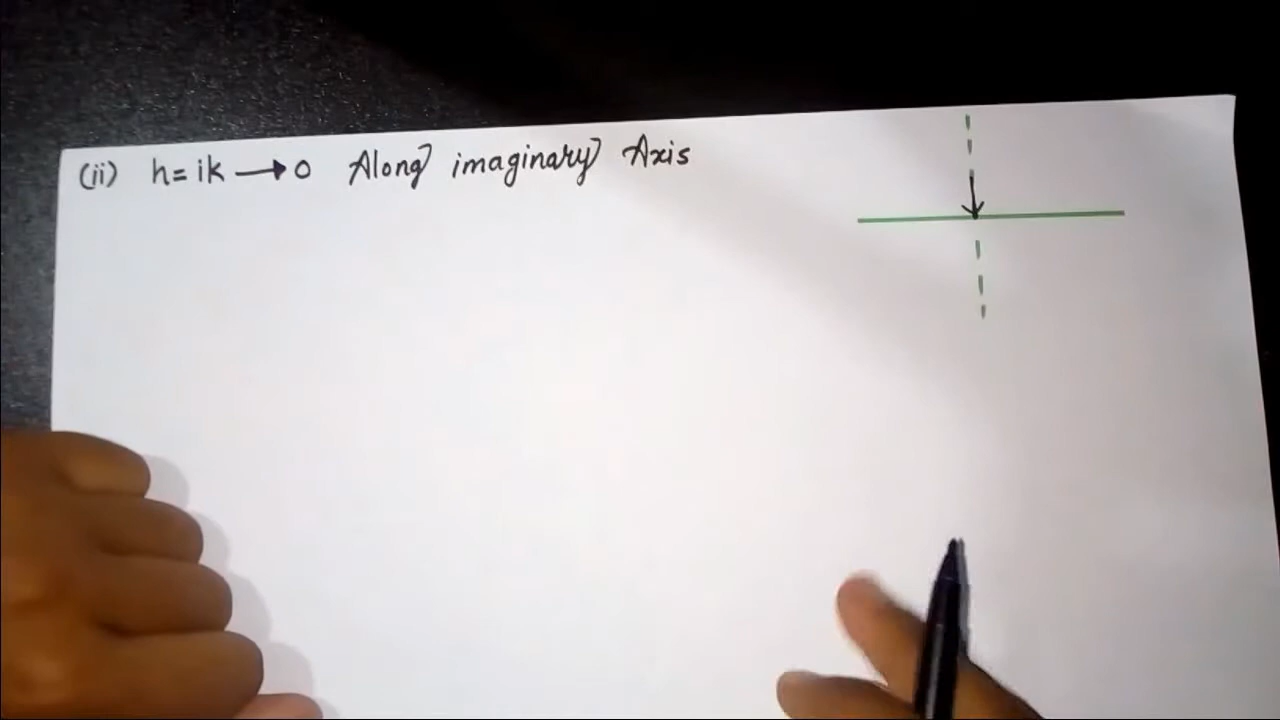 (ii) h = ik → 0 Along imaginary Axis